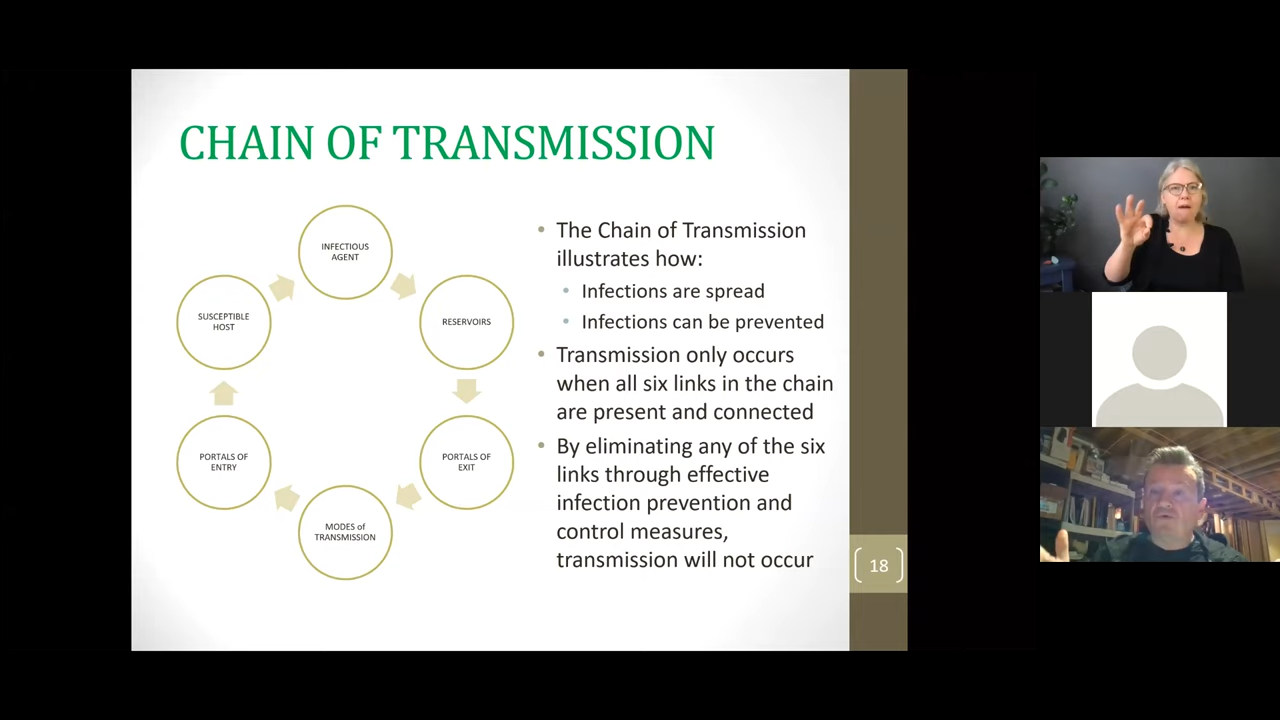 CHAIN OF TRANSMISSION
INFECTIOUS
AGENT
RESERVOIRS
PORTALS OF
EXIT
MODES of
TRANSMISSION
PORTALS OF
ENTRY
SUSCEPTIBLE
HOST
• The Chain of Transmission
illustrates how:
• Infections are spread
• Infections can be prevented
• Transmission only occurs
when all six links in the chain
are present and connected
• By eliminating any of the six
links through effective
infection prevention and
control measures,
transmission will not occur
18